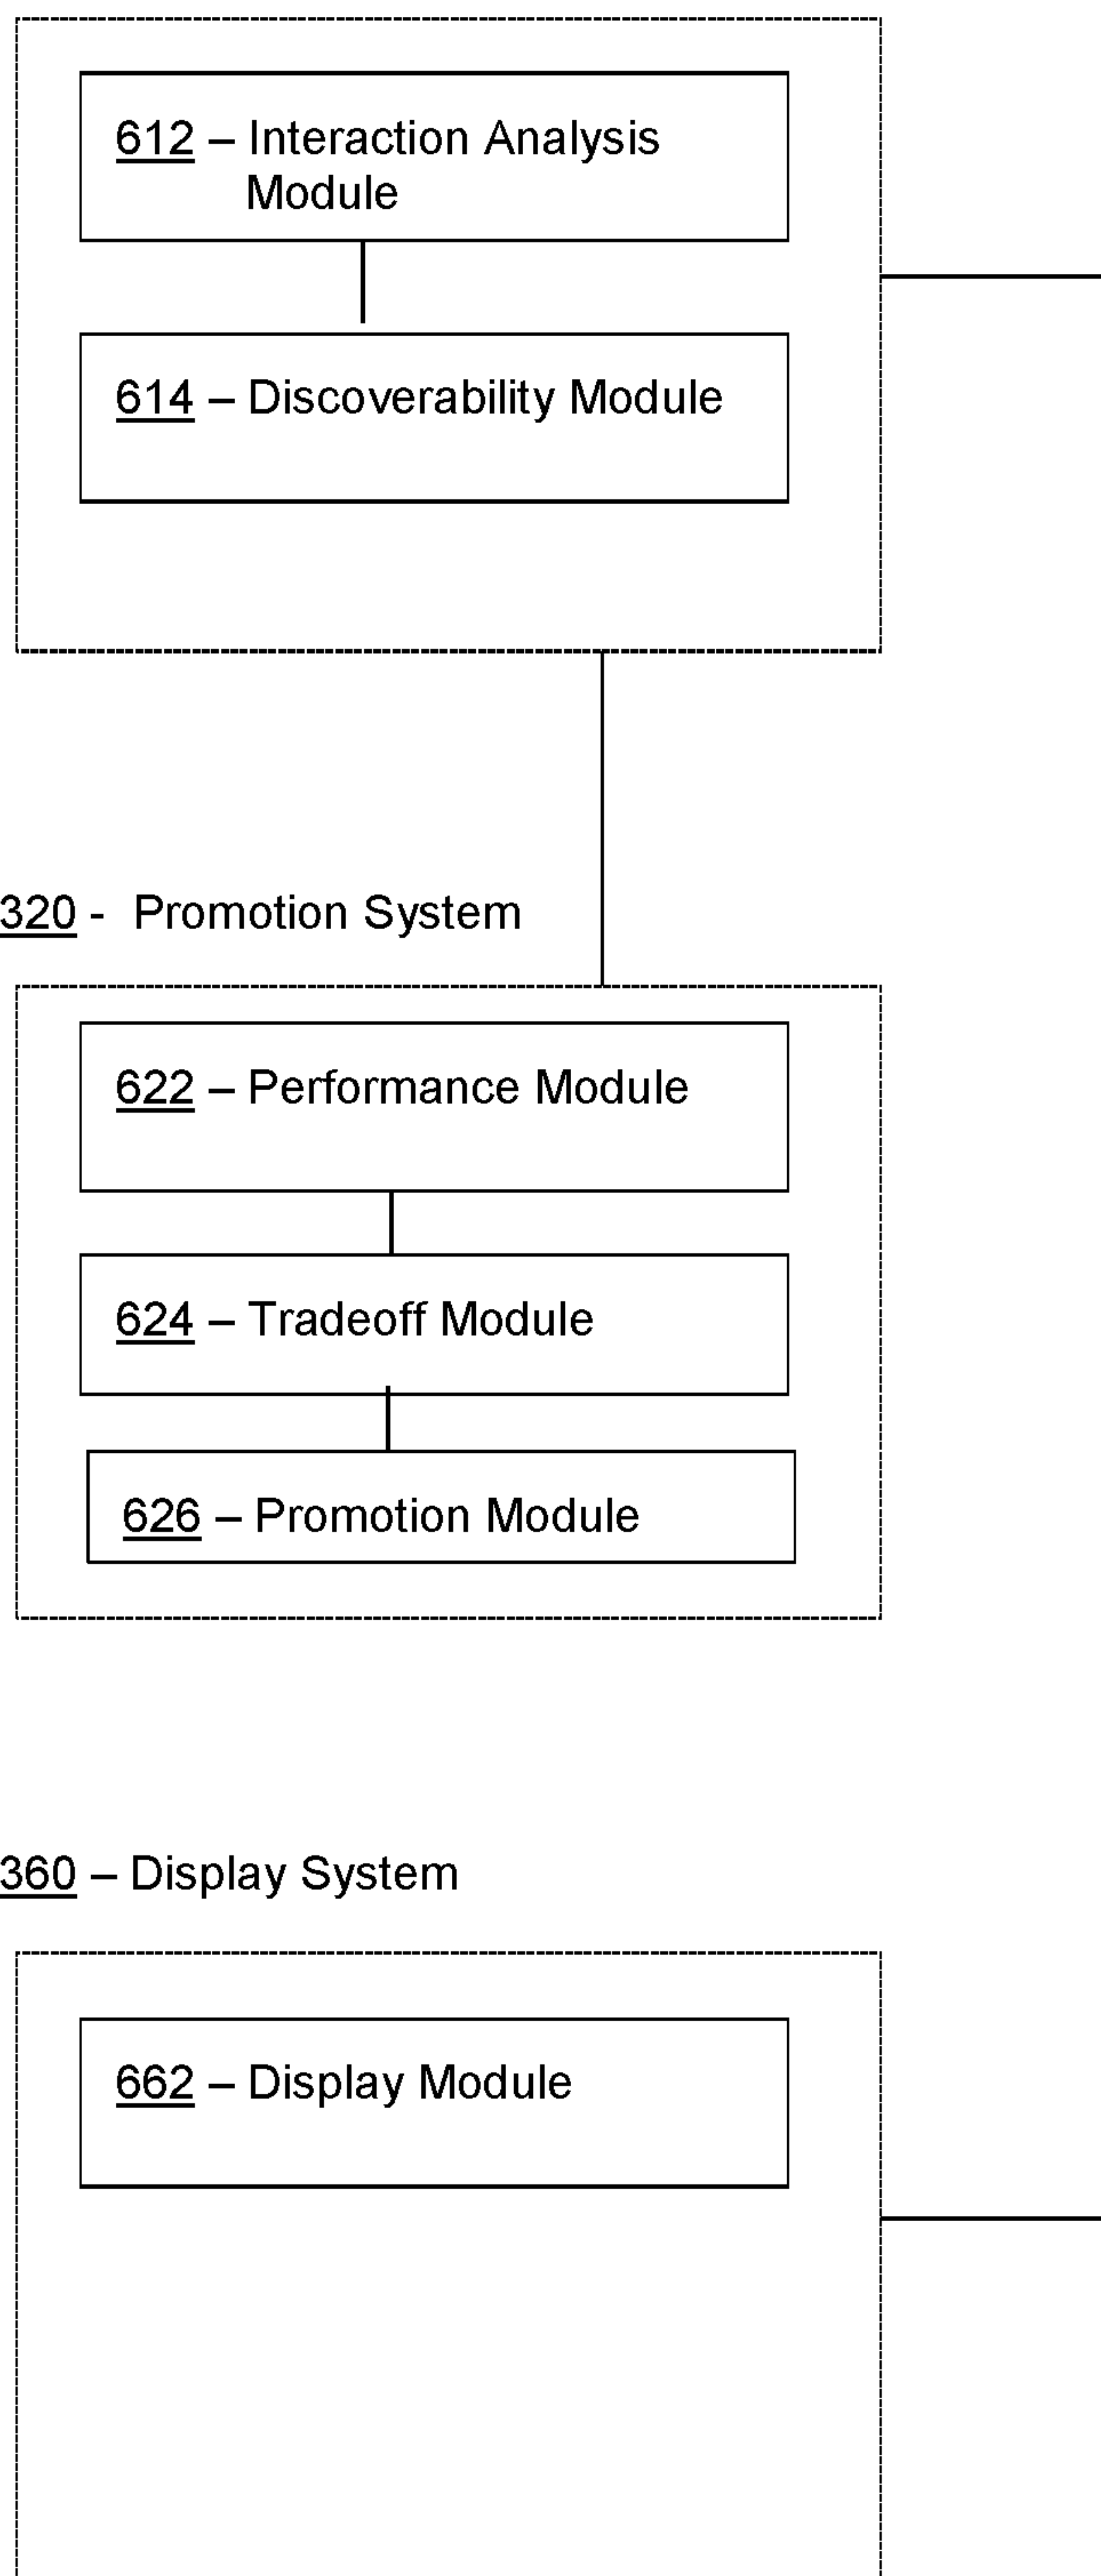 612 – Interaction Analysis
Module
614 – Discoverability Module
320 - Promotion System
622 – Performance Module
624 – Tradeoff Module
626 – Promotion Module
360 – Display System
662 – Display Module